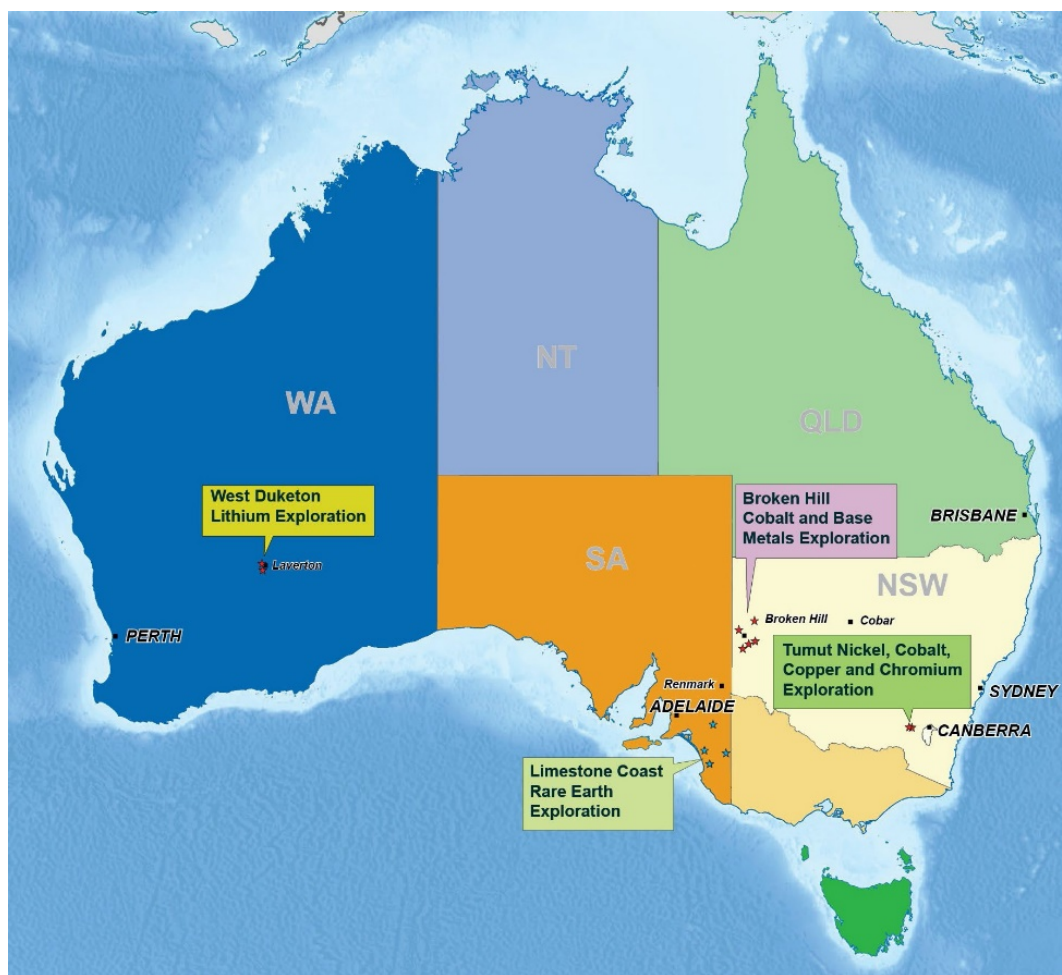 NT
WA
QLD
West Duketon
Lithium Exploration
Broken Hill
Cobalt and Base
Metals Exploration
BRISBANE
SA
Laverton
NSW
Broken Hill
Cobar
PERTH
Tumut Nickel, Cobalt,
Copper and Chromium
Exploration
Renmark
SYDNEY
ADELAIDE
CANBERRA
Limestone Coast
Rare Earth
Exploration